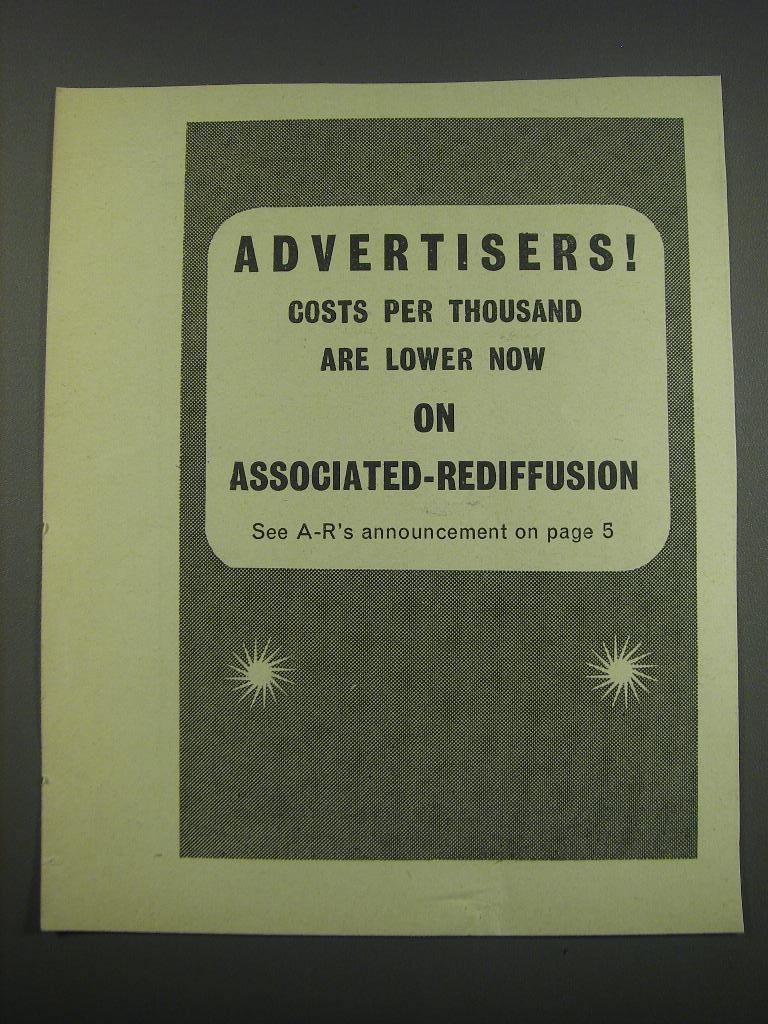 ADVERTISERS!
COSTS PER THOUSAND
ARE LOWER NOW
ON
ASSOCIATED-REDIFFUSION
See A-R's announcement on page 5